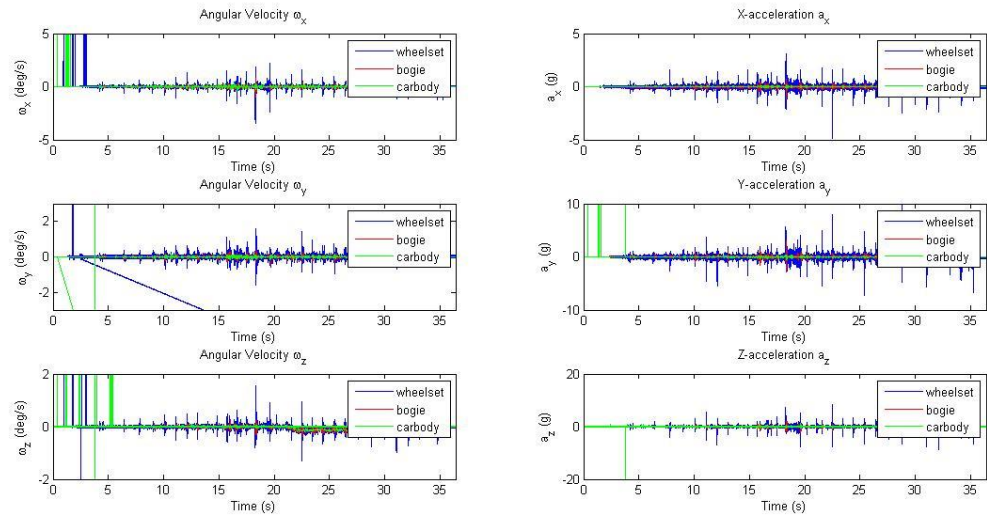 Angular Velocity ωx
5
0
-5
ωx (deg/s)
0 5 10 15 20 25 30 35
Time (s)
wheelset
bogie
carbody
X-acceleration ax
5
0
-5
ax (g)
0 5 10 15 20 25 30 35
Time (s)
wheelset
bogie
carbody
Angular Velocity ωy
2
0
-2
ωy (deg/s)
0 5 10 15 20 25 30 35
Time (s)
wheelset
bogie
carbody
Y-acceleration ay
10
0
-10
ay (g)
0 5 10 15 20 25 30 35
Time (s)
wheelset
bogie
carbody
Angular Velocity ωz
2
0
-2
ωz (deg/s)
0 5 10 15 20 25 30 35
Time (s)
wheelset
bogie
carbody
Z-acceleration az
20
0
-20
az (g)
0 5 10 15 20 25 30 35
Time (s)
wheelset
bogie
carbody